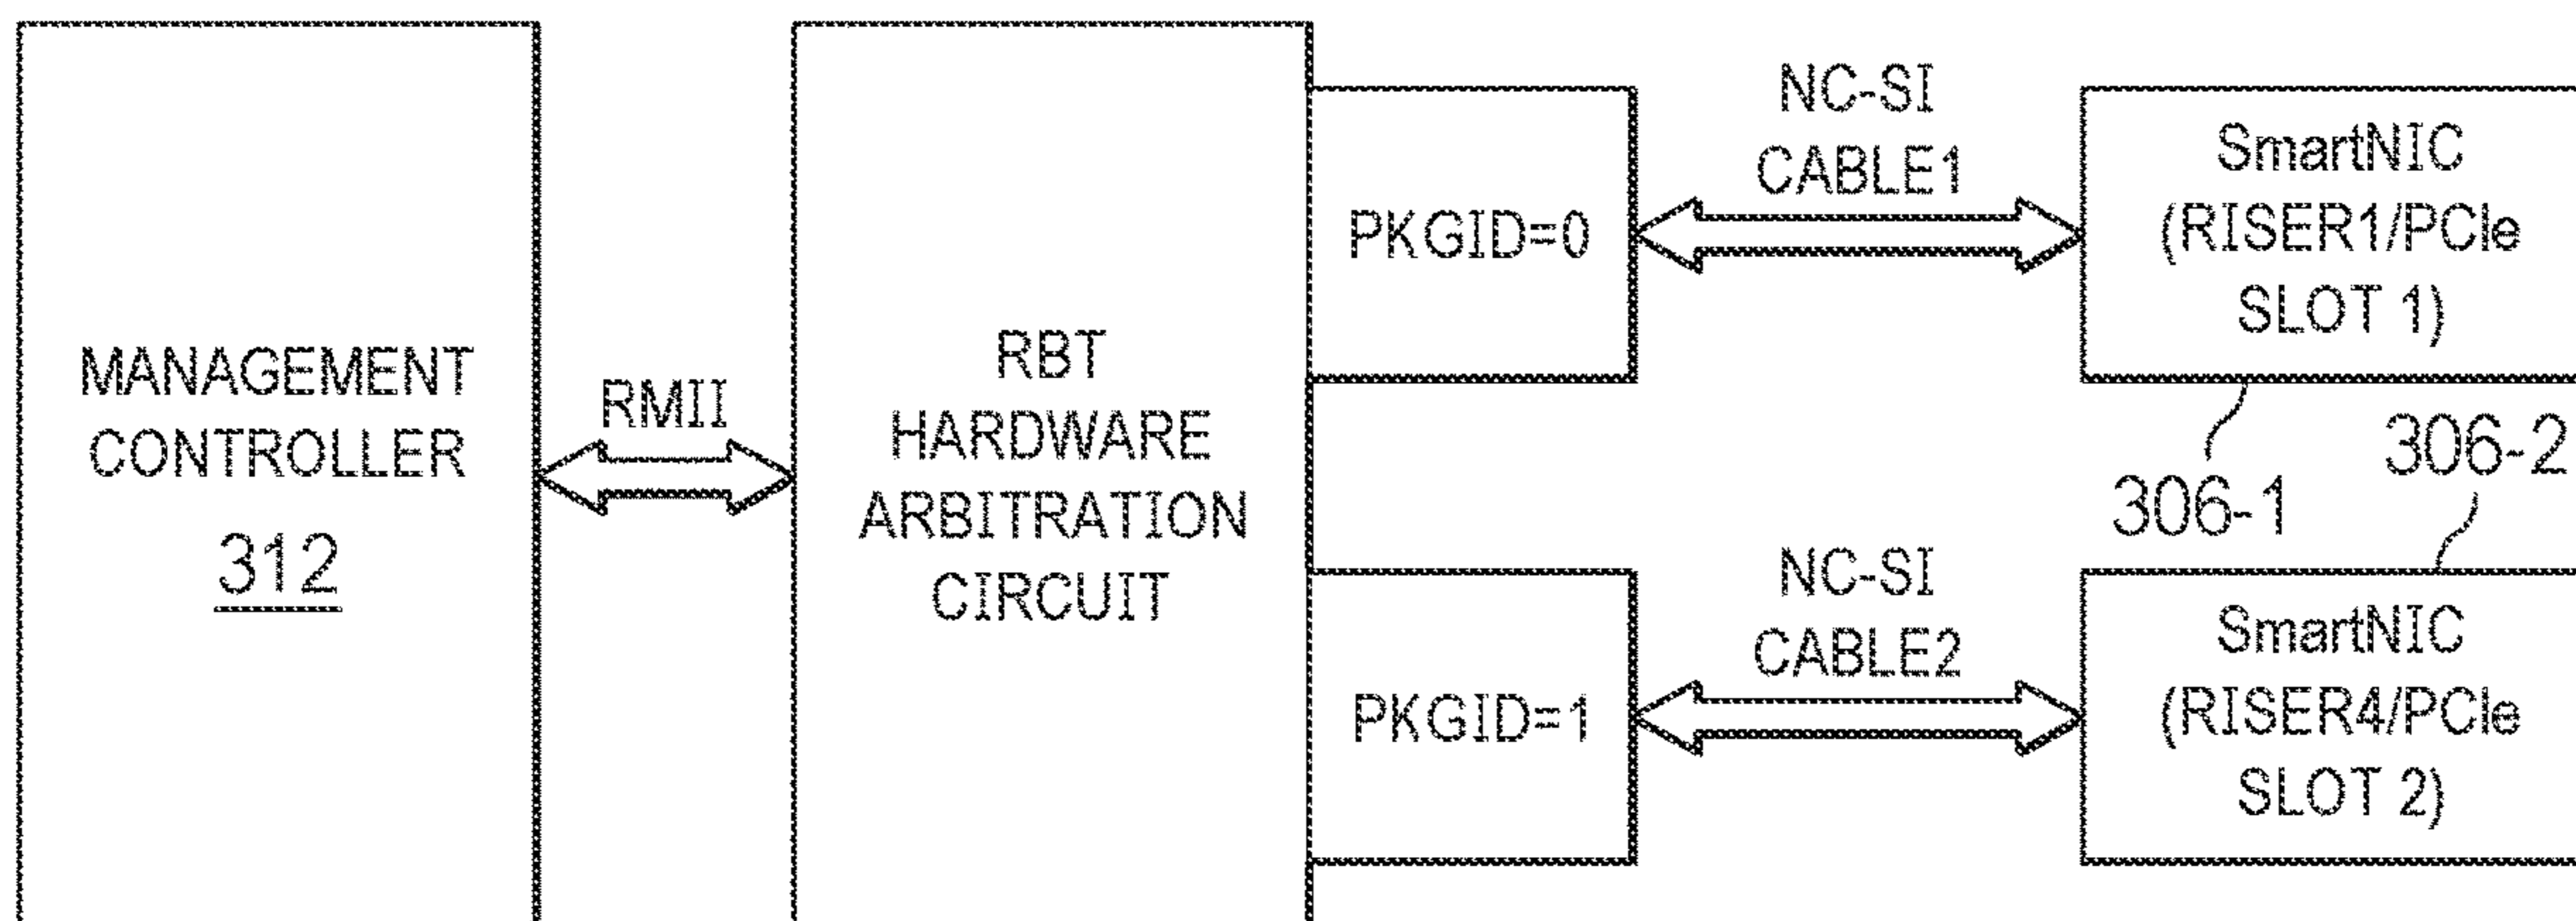 MANAGEMENT
CONTROLLER
312
RMII
RBT
HARDWARE
ARBITRATION
CIRCUIT
PKGID=0
NC-SI
CABLE1
SmartNIC
(RISER1/PCIe
SLOT 1)
306-1
306-2
PKGID=1
NC-SI
CABLE2
SmartNIC
(RISER4/PCIe
SLOT 2)